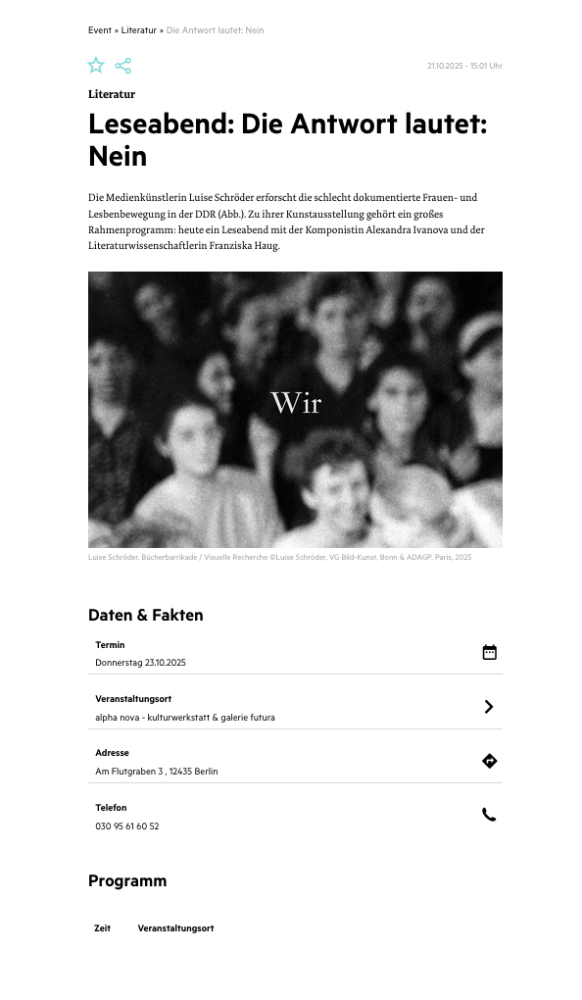 Event » Literatur » Die Antwort lautet: Nein
21.10.2025 - 15:01 Uhr
Literatur
Leseabend: Die Antwort lautet:
Nein
Die Medienkünstlerin Luise Schröder erforscht die schlecht dokumentierte Frauen- und
Lesbenbewegung in der DDR (Abb.). Zu ihrer Kunstausstellung gehört ein großes
Rahmenprogramm: heute ein Leseabend mit der Komponistin Alexandra Ivanova und der
Literaturwissenschaftlerin Franziska Haug.
Wir
Luise Schröder, Bücherbarrikade / Visuelle Recherche ©Luise Schröder, VG Bild-Kunst, Bonn & ADAGP, Paris, 2025
Daten & Fakten
Termin
Donnerstag 23.10.2025
Veranstaltungsort
alpha nova - kulturwerkstatt & galerie futura
Adresse
Am Flutgraben 3 , 12435 Berlin
Telefon
030 95 61 60 52
Programm
Zeit Veranstaltungsort